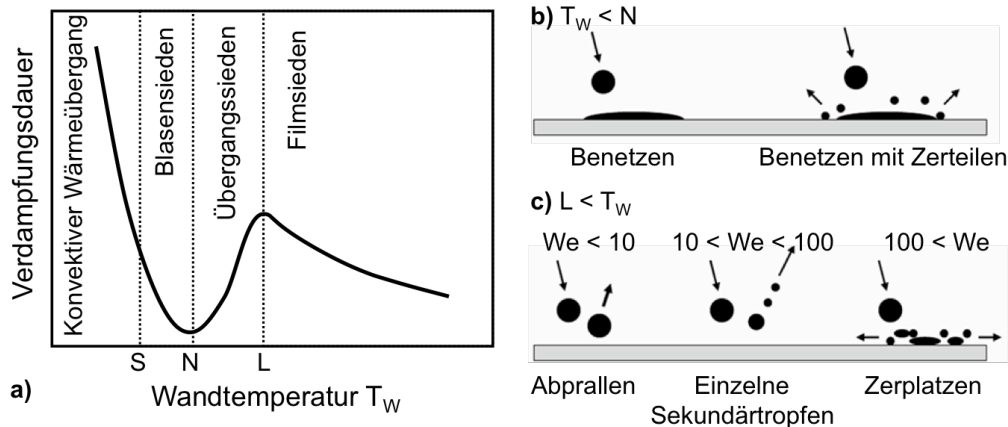 Verdampfungsdauer
Konvektiver Wärmeübergang
Blasensieden
Übergangssieden
Filmsieden
S N L
a) Wandtemperatur T_W
b) T_W < N
Benetzen Benetzen mit Zerteilen
c) L < T_W
We < 10 10 < We < 100 100 < We
Abprallen Einzelne Zerplatzen
Sekundärtropfen